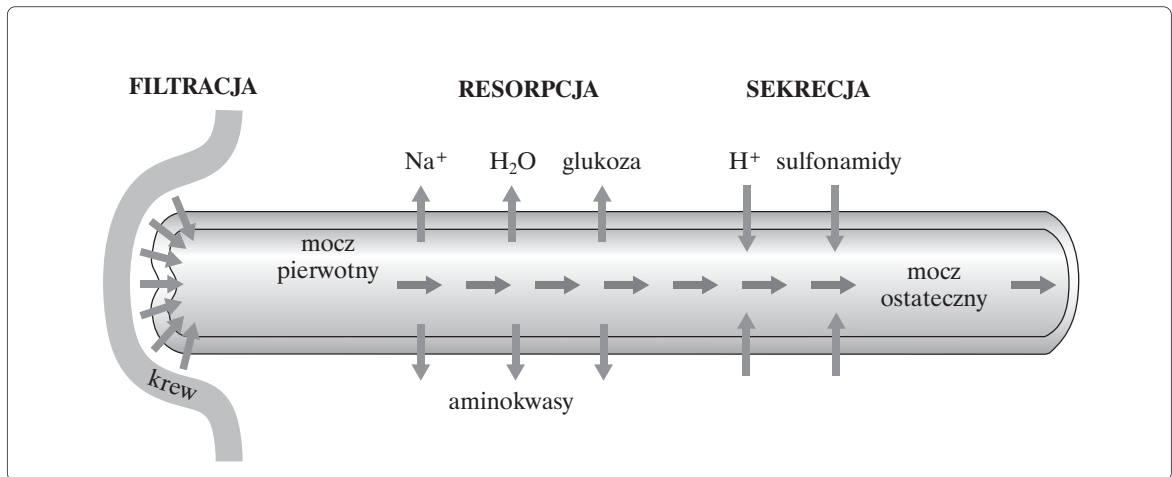 FILTRACJA
RESORPCJA
SEKRECJA
Na⁺
H₂O
glukoza
H⁺
sulfonamidy
mocz
pierwotny
mocz
ostateczny
krew
aminokwasy